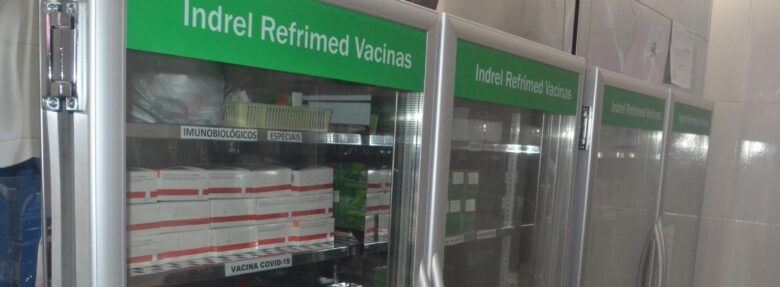 Indrel Refrimed Vacinas
IMUNOBIOLÓGICOS ESPECIAIS
VACINA COVID-19
Indrel Refrimed Vacinas
Indrel Refrimed Vacinas
Indrel Refrimed Vacinas